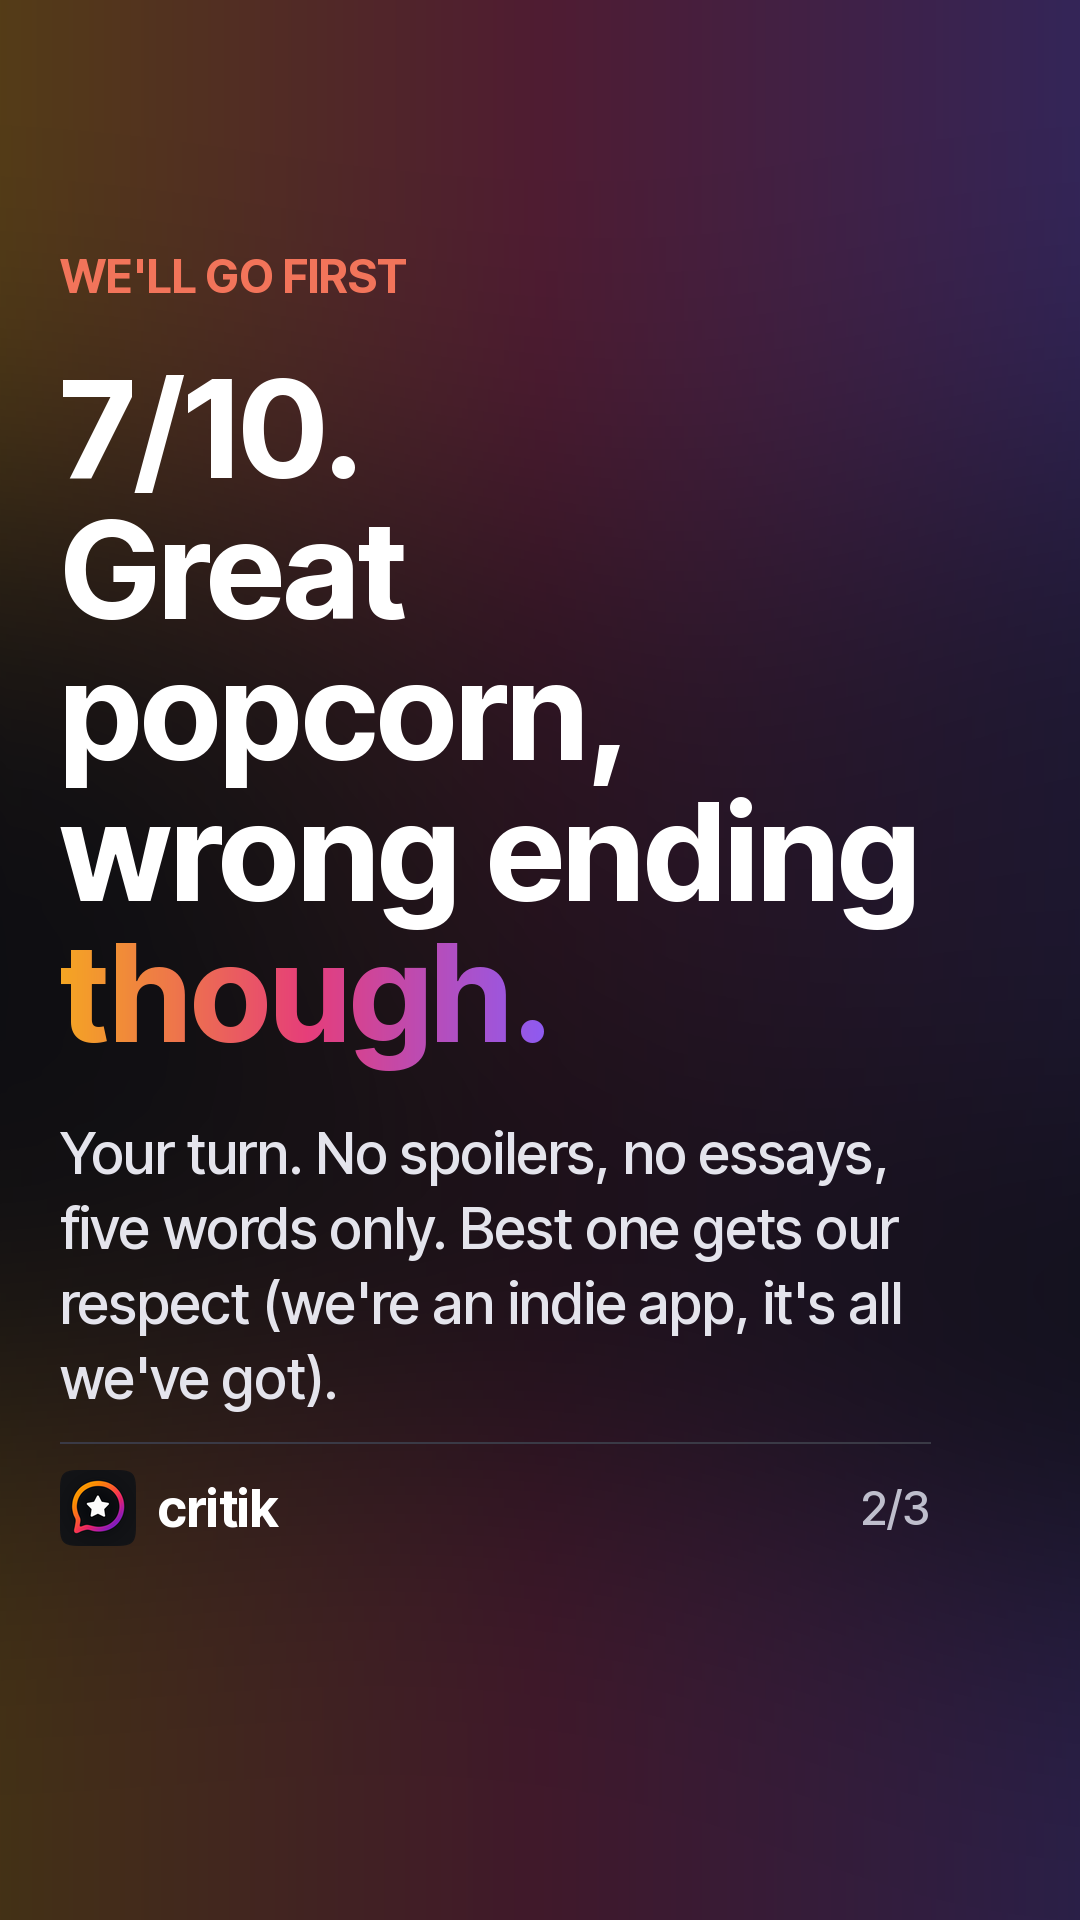 WE'LL GO FIRST
7/10.
Great
popcorn,
wrong ending
though.
Your turn. No spoilers, no essays,
five words only. Best one gets our
respect (we're an indie app, it's all
we've got).
critik
2/3